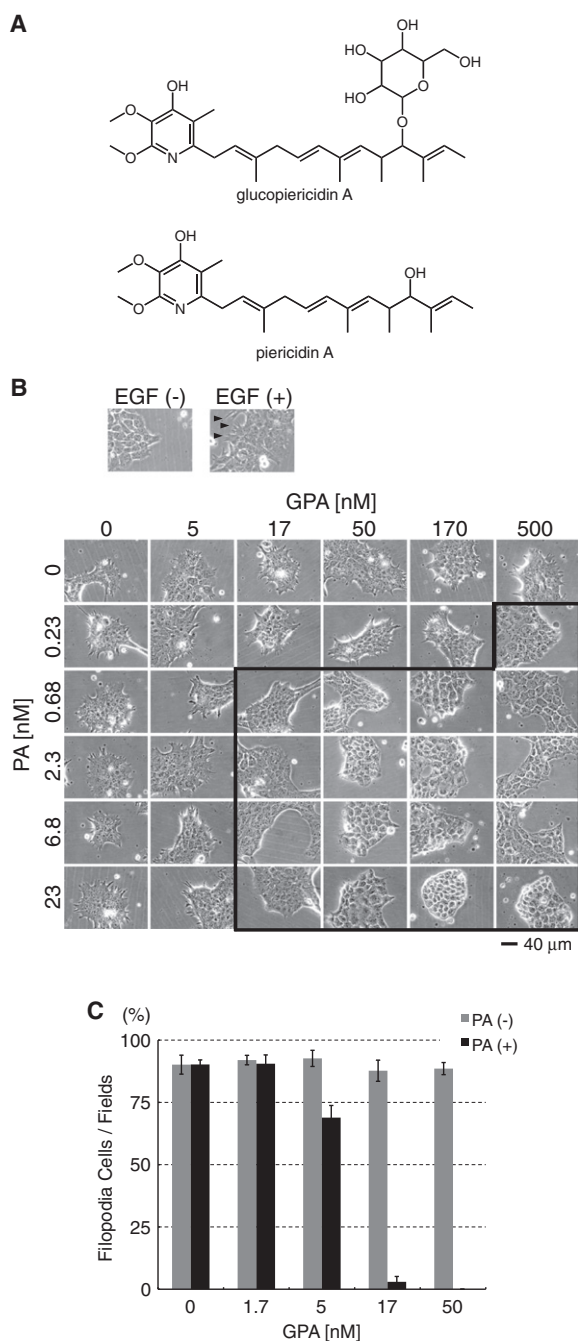 A
OH
HO
OH
HO
OH
HO
O
O
OH
O
O
N
glucopiericidin A
OH
O
OH
O
N
piericidin A
B
EGF (-) EGF (+)
GPA [nM]
0 5 17 50 170 500
PA [nM]
0
0.23
0.68
2.3
6.8
23
40 μm
C
(%)
PA (-)
PA (+)
Filopodia Cells / Fields
100
75
50
25
0
0 1.7 5 17 50
GPA [nM]